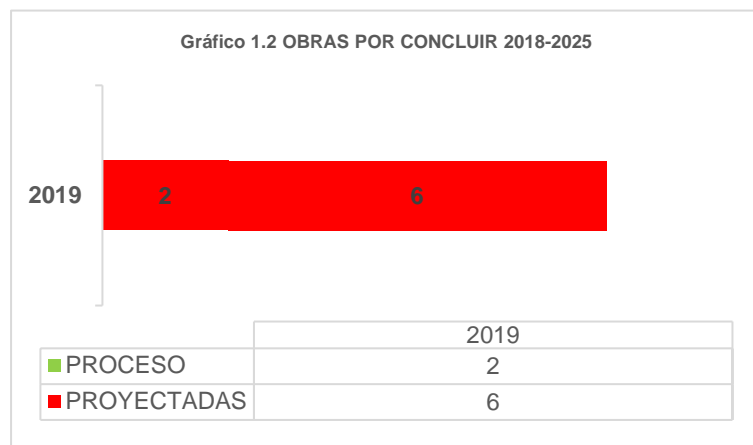 Gráfico 1.2 OBRAS POR CONCLUIR 2018-2025
2019
2
6
2019
PROCESO 2
PROYECTADAS 6